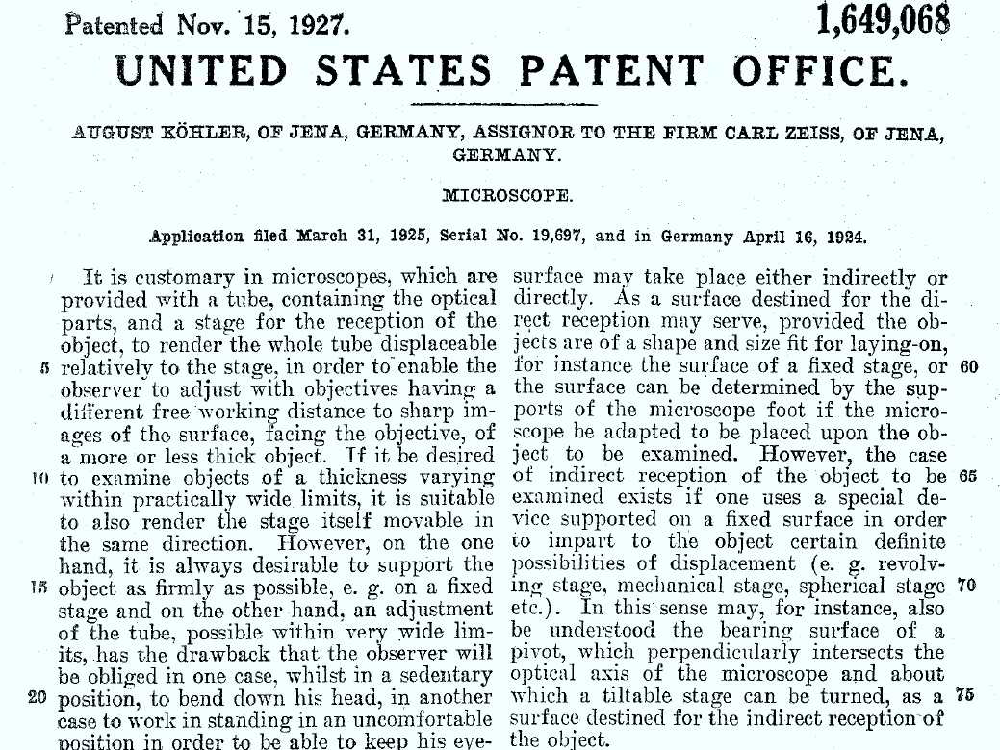 Patented Nov. 15, 1927.
1,649,068
UNITED STATES PATENT OFFICE.
AUGUST KÖHLER, OF JENA, GERMANY, ASSIGNOR TO THE FIRM CARL ZEISS, OF JENA,
GERMANY.
MICROSCOPE.
Application filed March 31, 1925, Serial No. 19,697, and in Germany April 16, 1924.
It is customary in microscopes, which are
provided with a tube, containing the optical
parts, and a stage for the reception of the
object, to render the whole tube displaceable
5 relatively to the stage, in order to enable the
observer to adjust with objectives having a
different free working distance to sharp im-
ages of the surface, facing the objective, of
a more or less thick object. If it be desired
10 to examine objects of a thickness varying
within practically wide limits, it is suitable
to also render the stage itself movable in
the same direction. However, on the one
hand, it is always desirable to support the
15 object as firmly as possible, e. g. on a fixed
stage and on the other hand, an adjustment
of the tube, possible within very wide lim-
its, has the drawback that the observer will
be obliged in one case, whilst in a sedentary
20 position, to bend down his head, in another
case to work in standing in an uncomfortable
position in order to be able to keep his eye-
surface may take place either indirectly or
directly. As a surface destined for the di-
rect reception may serve, provided the ob-
jects are of a shape and size fit for laying-on,
for instance the surface of a fixed stage, or 60
the surface can be determined by the sup-
ports of the microscope foot if the micro-
scope be adapted to be placed upon the ob-
ject to be examined. However, the case
of indirect reception of the object to be 65
examined exists if one uses a special de-
vice supported on a fixed surface in order
to impart to the object certain definite
possibilities of displacement (e. g. revolv-
ing stage, mechanical stage, spherical stage 70
etc.). In this sense may, for instance, also
be understood the bearing surface of a
pivot, which perpendicularly intersects the
optical axis of the microscope and about
which a tiltable stage can be turned, as a 75
surface destined for the indirect reception of
the object.